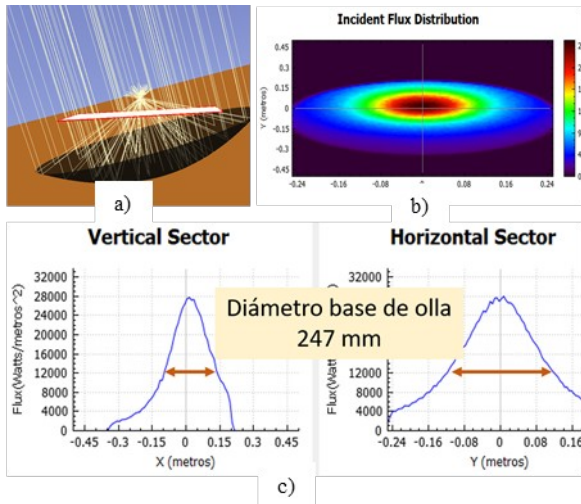 a)
Incident Flux Distribution
Y (metros)
0.45
0.3
0.15
0
-0.15
-0.3
-0.45
-0.24 -0.16 -0.08 0.08 0.16 0.24
b)
Vertical Sector
Flux(Watts/metros^2)
32000
28000
24000
20000
16000
12000
8000
4000
0
-0.45 -0.3 -0.15 0 0.15 0.3 0.45
X (metros)
Horizontal Sector
32000
28000
12000
8000
4000
0
-0.24 -0.16 -0.08 0 0.08 0.16
Y (metros)
Diámetro base de olla
247 mm
c)